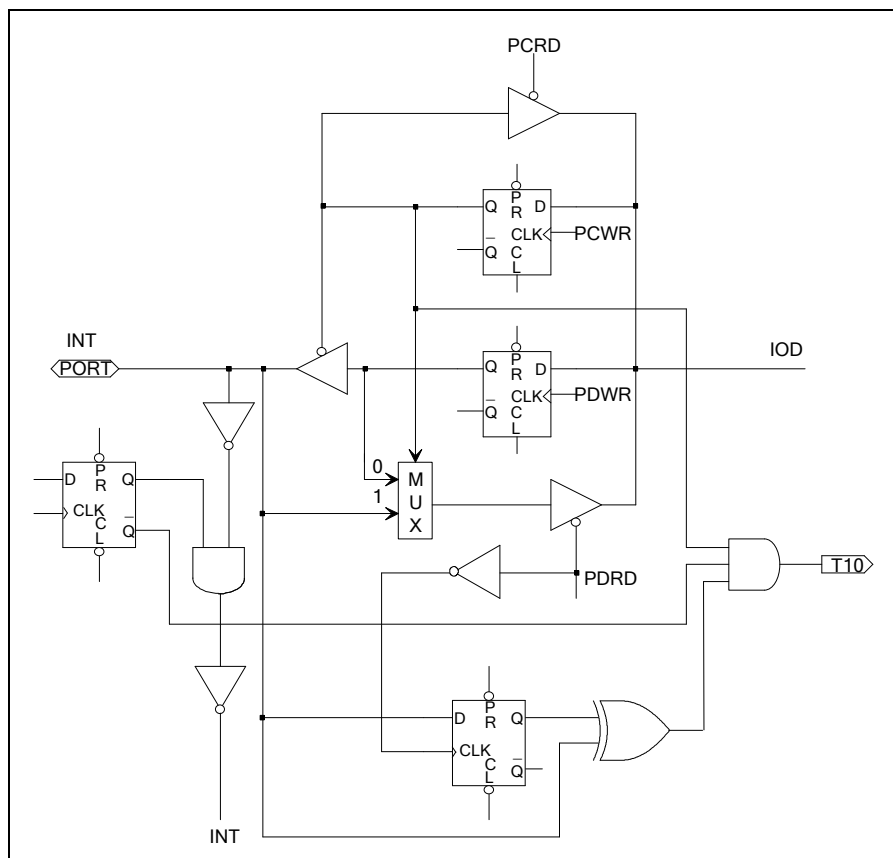 PCRD
Q P R D
CLK PCWR
Q C L
INT
PORT
IOD
Q P R D
CLK PDWR
Q C L
0
1
M U X
D P R Q
CLK
C L Q
PDRD
T10
D P R Q
CLK
C L Q
INT